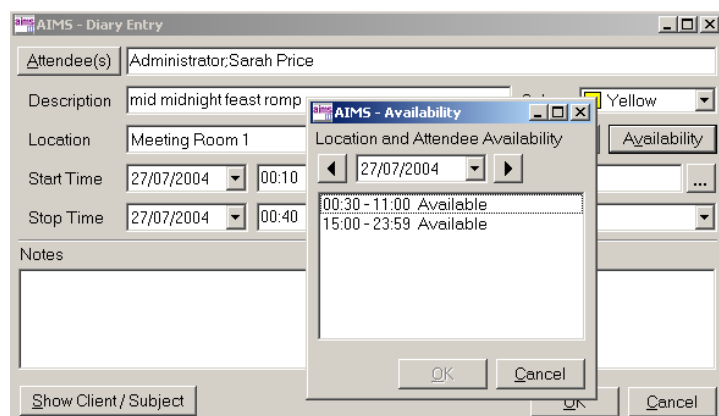 AIMS - Diary Entry
Attendee(s) Administrator;Sarah Price
Description mid midnight feast romp Yellow
Location Meeting Room 1 Availability
Start Time 27/07/2004 00:10 ...
Stop Time 27/07/2004 00:40
Notes
Show Client / Subject OK Cancel
AIMS - Availability
Location and Attendee Availability
27/07/2004
00:30 - 11:00 Available
15:00 - 23:59 Available
OK Cancel